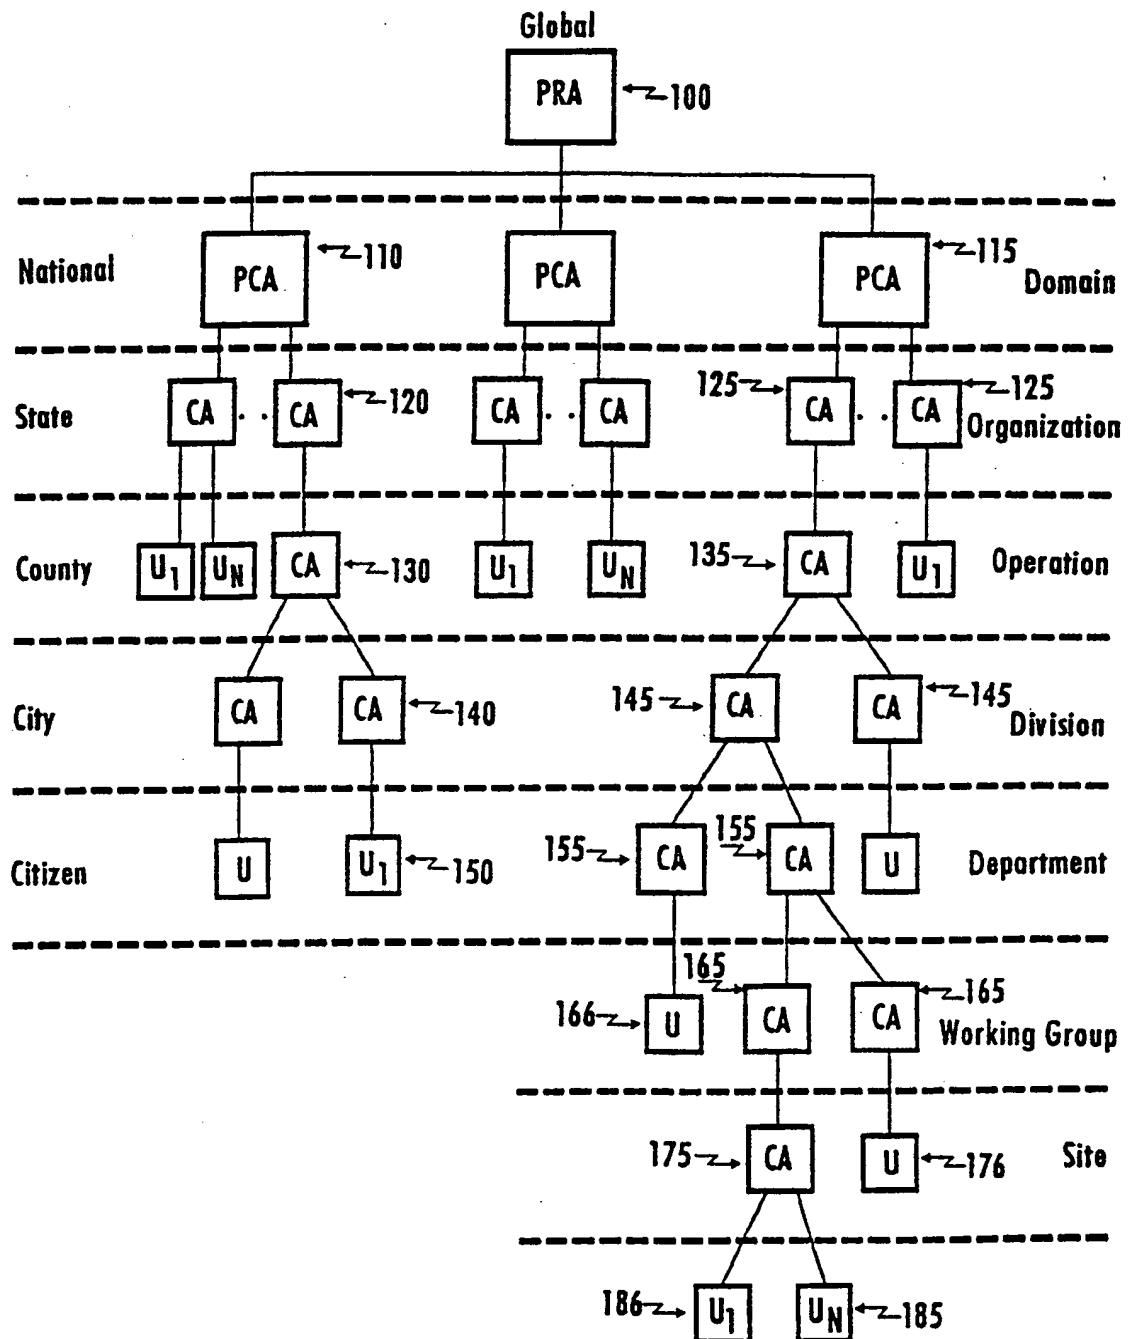 Global
PRA 100
National PCA 110 PCA PCA 115 Domain
State CA . . CA 120 CA . . CA 125 CA . . CA 125 Organization
County U1 UN CA 130 U1 UN 135 CA U1 Operation
City CA CA 140 145 CA CA 145 Division
Citizen U U1 150 155 CA 155 CA U Department
166 U 165 CA CA 165 Working Group
175 CA U 176 Site
186 U1 UN 185